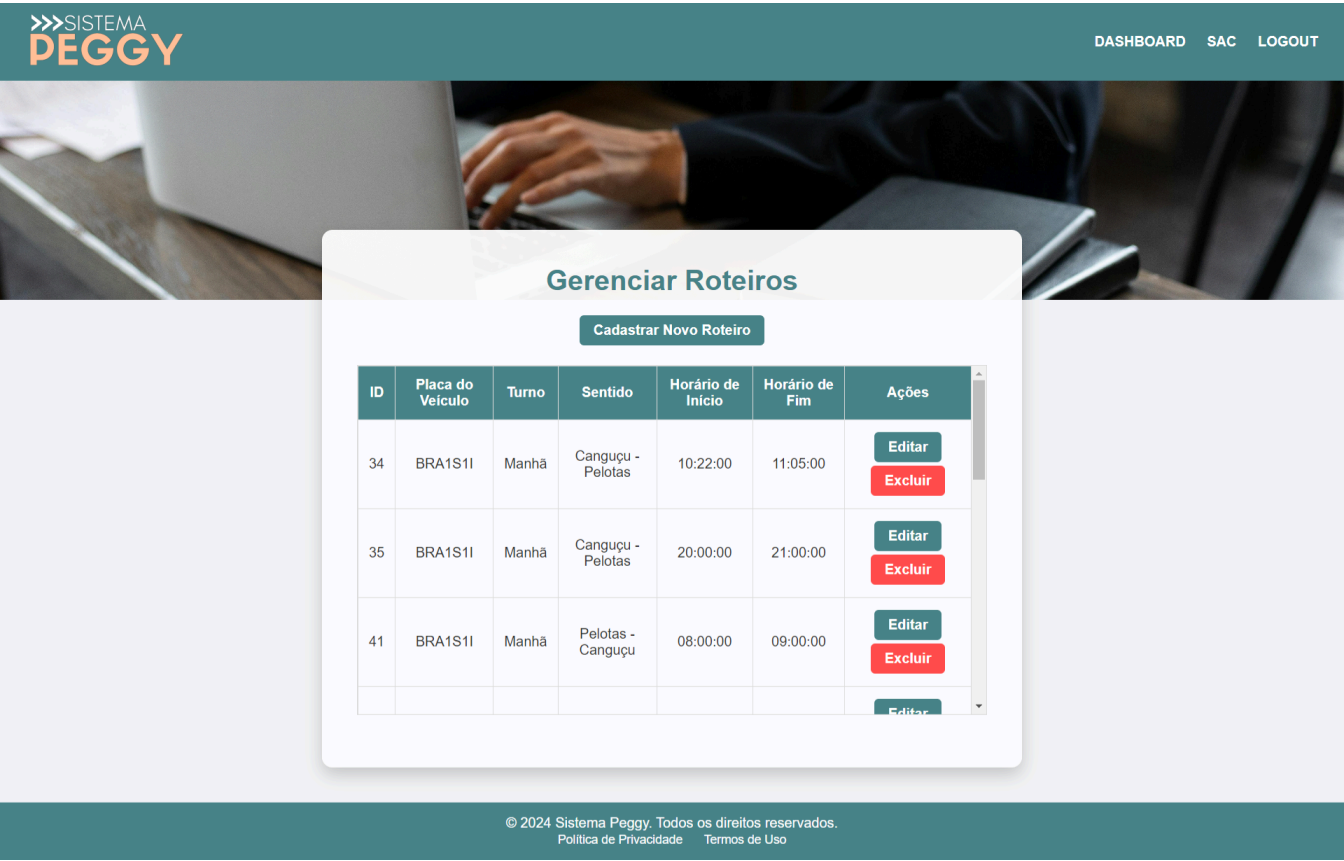 >>>SISTEMA
PEGGY
DASHBOARD SAC LOGOUT
Gerenciar Roteiros
Cadastrar Novo Roteiro
ID Placa do Veículo Turno Sentido Horário de Início Horário de Fim Ações
34 BRA1S1I Manhã Canguçu - Pelotas 10:22:00 11:05:00 Editar Excluir
35 BRA1S1I Manhã Canguçu - Pelotas 20:00:00 21:00:00 Editar Excluir
41 BRA1S1I Manhã Pelotas - Canguçu 08:00:00 09:00:00 Editar Excluir
Editar
© 2024 Sistema Peggy. Todos os direitos reservados.
Política de Privacidade Termos de Uso